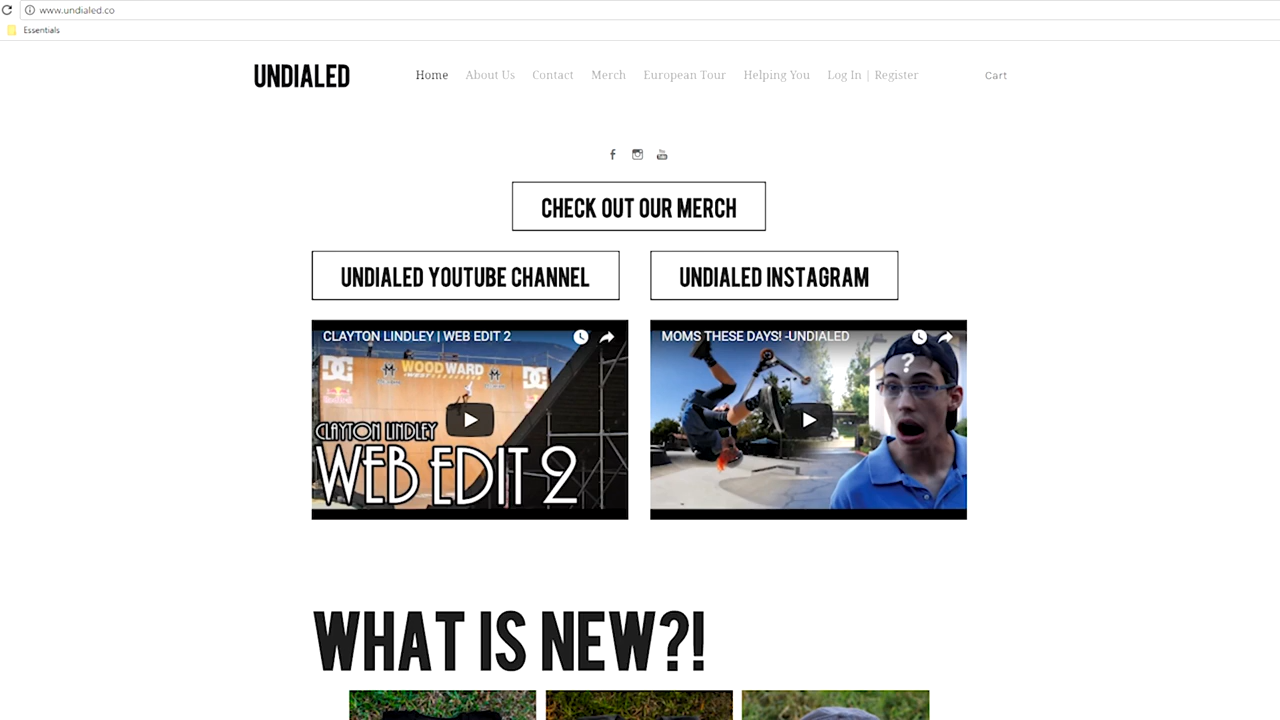 www.undialed.co
Essentials
UNDIALED
Home About Us Contact Merch European Tour Helping You Log In | Register Cart
CHECK OUT OUR MERCH
UNDIALED YOUTUBE CHANNEL
UNDIALED INSTAGRAM
CLAYTON LINDLEY | WEB EDIT 2
DC
WOODWARD
DC
CLAYTON LINDLEY
WEB EDIT 2
MOMS THESE DAYS! -UNDIALED
?
WHAT IS NEW?!